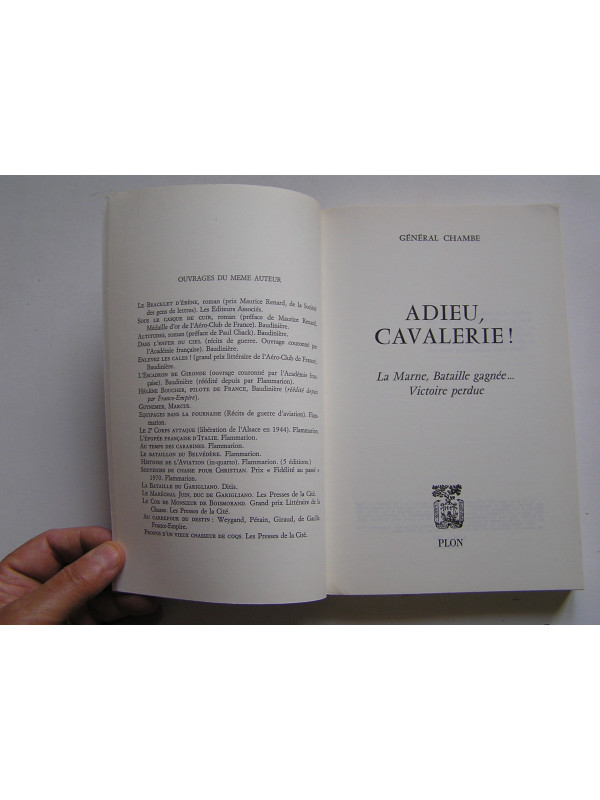 OUVRAGES DU MEME AUTEUR
LE BRACELET D'ÉBÈNE, roman (prix Maurice Renard, de la Société
des gens de lettres). Les Editeurs Associés.
SOUS LE CASQUE DE CUIR, roman (préface de Maurice Renard,
Médaille d'or de l'Aéro-Club de France). Baudinière.
ALTITUDES, roman (préface de Paul Chack). Baudinière.
DANS L'ENFER DU CIEL (récits de guerre. Ouvrage couronné par
l'Académie française). Baudinière.
ENLEVEZ LES CALES ! (grand prix littéraire de l'Aéro-Club de France).
Baudinière.
L'ESCADRON DE GIRONDE (ouvrage couronné par l'Académie fran-
çaise). Baudinière (réédité depuis par Flammarion).
HÉLÈNE BOUCHER, PILOTE DE FRANCE, Baudinière (réédité depuis
par France-Empire).
GUYNEMER, MARCUS.
EQUIPAGES DANS LA FOURNAISE (Récits de guerre d'aviation). Flam-
marion.
LE 2e CORPS ATTAQUE (libération de l'Alsace en 1944). Flammarion.
L'ÉPOPÉE FRANÇAISE D'ITALIE. Flammarion.
AU TEMPS DES CARABINES. Flammarion.
LE BATAILLON DU BELVÉDÈRE. Flammarion.
HISTOIRE DE L'AVIATION (in-quarto). Flammarion. (5 éditions.)
SOUVENIRS DE CHASSE POUR CHRISTIAN. Prix « Fidélité au passé »
1970. Flammarion.
LA BATAILLE DU GARIGLIANO. Didis.
LE MARÉCHAL JUIN, DUC DE GARIGLIANO. Les Presses de la Cité.
LE COR DE MONSIEUR DE BOISMORAND. Grand prix Littéraire de la
Chasse. Les Presses de la Cité.
AU CARREFOUR DU DESTIN : Weygand, Pétain, Giraud, de Gaulle.
France-Empire.
PROPOS D'UN VIEUX CHASSEUR DE COQS. Les Presses de la Cité.
GÉNÉRAL CHAMBE
ADIEU,
CAVALERIE !
La Marne, Bataille gagnée...
Victoire perdue
PLON